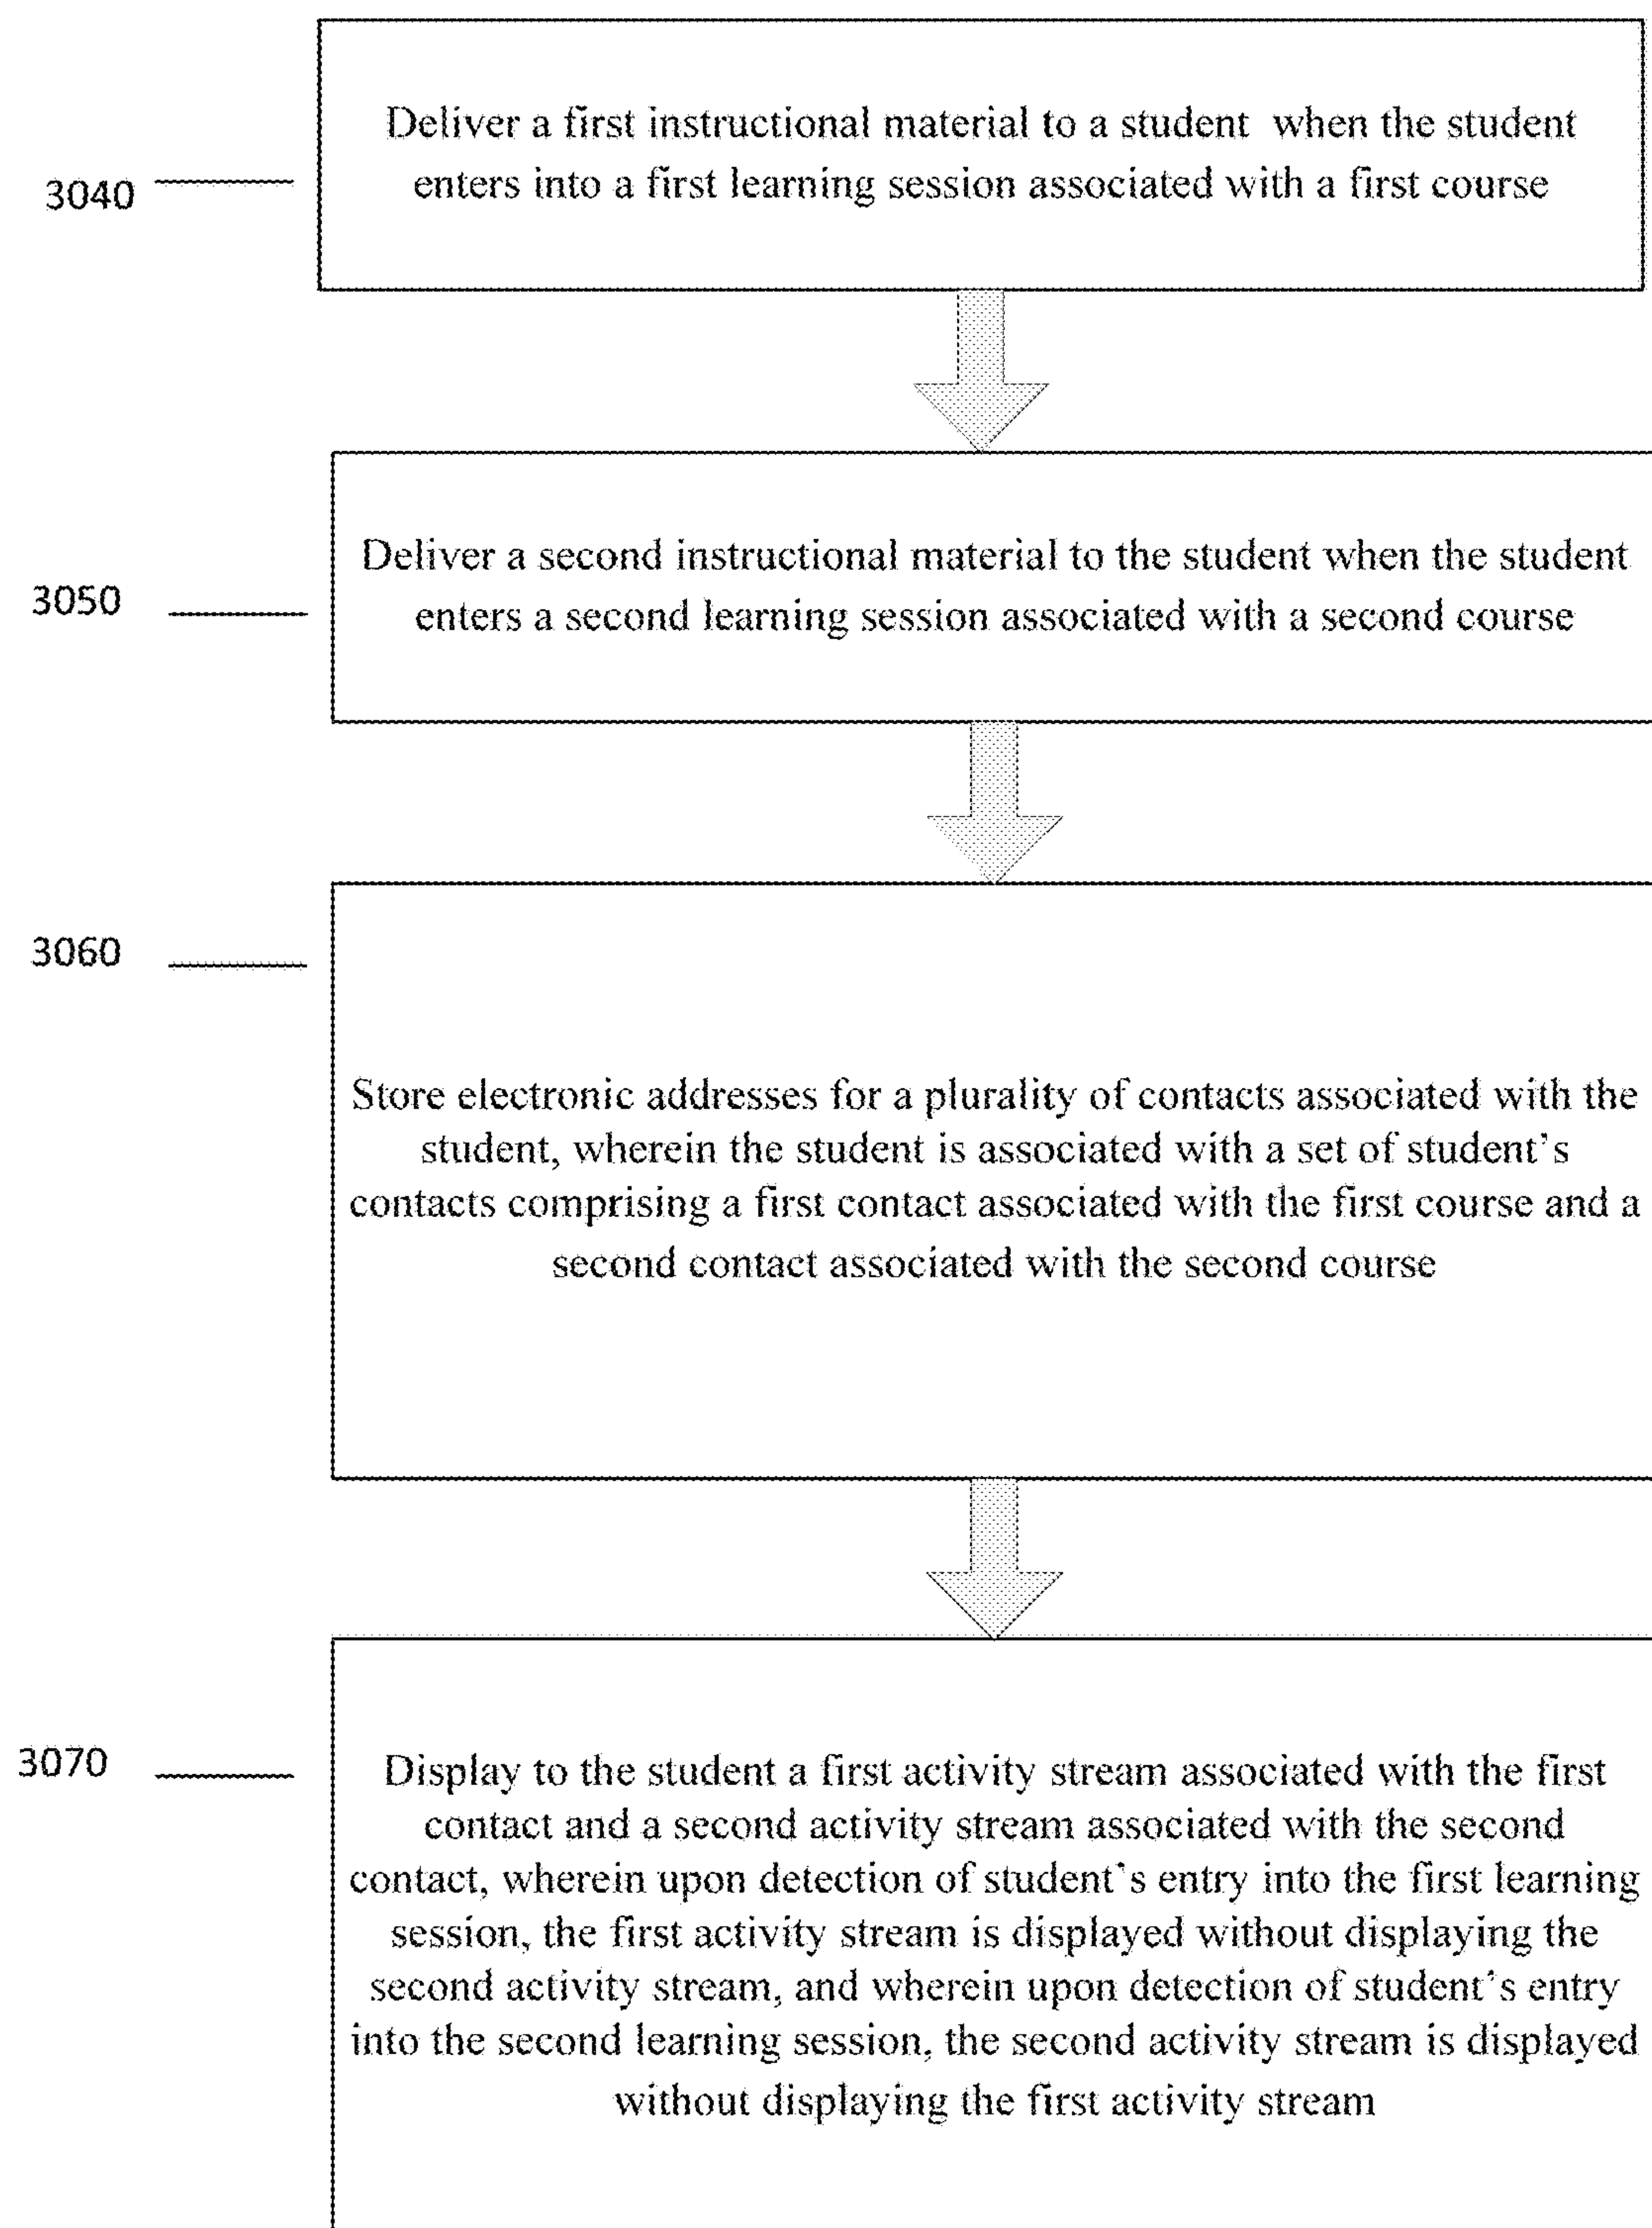 Deliver a first instructional material to a student when the student
enters into a first learning session associated with a first course
3040
Deliver a second instructional material to the student when the student
enters a second learning session associated with a second course
3050
3060
Store electronic addresses for a plurality of contacts associated with the
student, wherein the student is associated with a set of student's
contacts comprising a first contact associated with the first course and a
second contact associated with the second course
3070
Display to the student a first activity stream associated with the first
contact and a second activity stream associated with the second
contact, wherein upon detection of student's entry into the first learning
session, the first activity stream is displayed without displaying the
second activity stream, and wherein upon detection of student's entry
into the second learning session, the second activity stream is displayed
without displaying the first activity stream